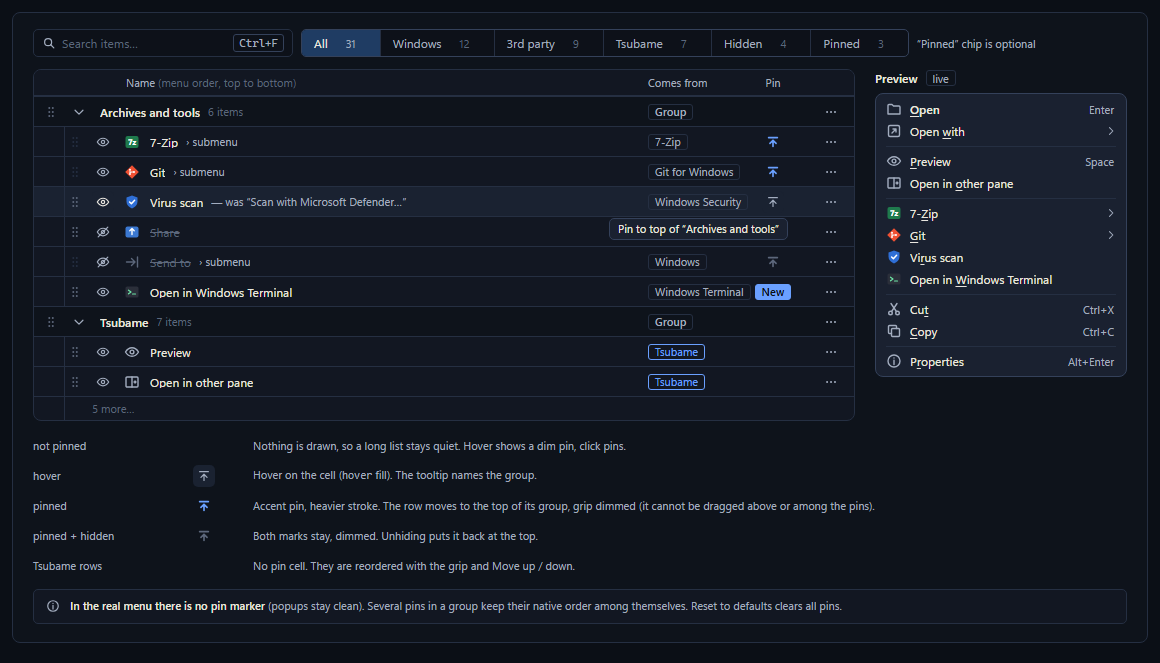 Search items... Ctrl+F All 31 Windows 12 3rd party 9 Tsubame 7 Hidden 4 Pinned 3 “Pinned” chip is optional
Name (menu order, top to bottom) Comes from Pin
Archives and tools 6 items Group ...
7z 7-Zip › submenu 7-Zip ...
Git › submenu Git for Windows ...
Virus scan — was “Scan with Microsoft Defender...” Windows Security ...
Share ...
Pin to top of “Archives and tools”
Send to › submenu Windows ...
Open in Windows Terminal Windows Terminal New ...
Tsubame 7 items Group ...
Preview Tsubame ...
Open in other pane Tsubame ...
5 more...
Preview live
Open Enter
Open with
Preview Space
Open in other pane
7z 7-Zip
Git
Virus scan
Open in Windows Terminal
Cut Ctrl+X
Copy Ctrl+C
Properties Alt+Enter
not pinned Nothing is drawn, so a long list stays quiet. Hover shows a dim pin, click pins.
hover Hover on the cell (hover fill). The tooltip names the group.
pinned Accent pin, heavier stroke. The row moves to the top of its group, grip dimmed (it cannot be dragged above or among the pins).
pinned + hidden Both marks stay, dimmed. Unhiding puts it back at the top.
Tsubame rows No pin cell. They are reordered with the grip and Move up / down.
In the real menu there is no pin marker (popups stay clean). Several pins in a group keep their native order among themselves. Reset to defaults clears all pins.